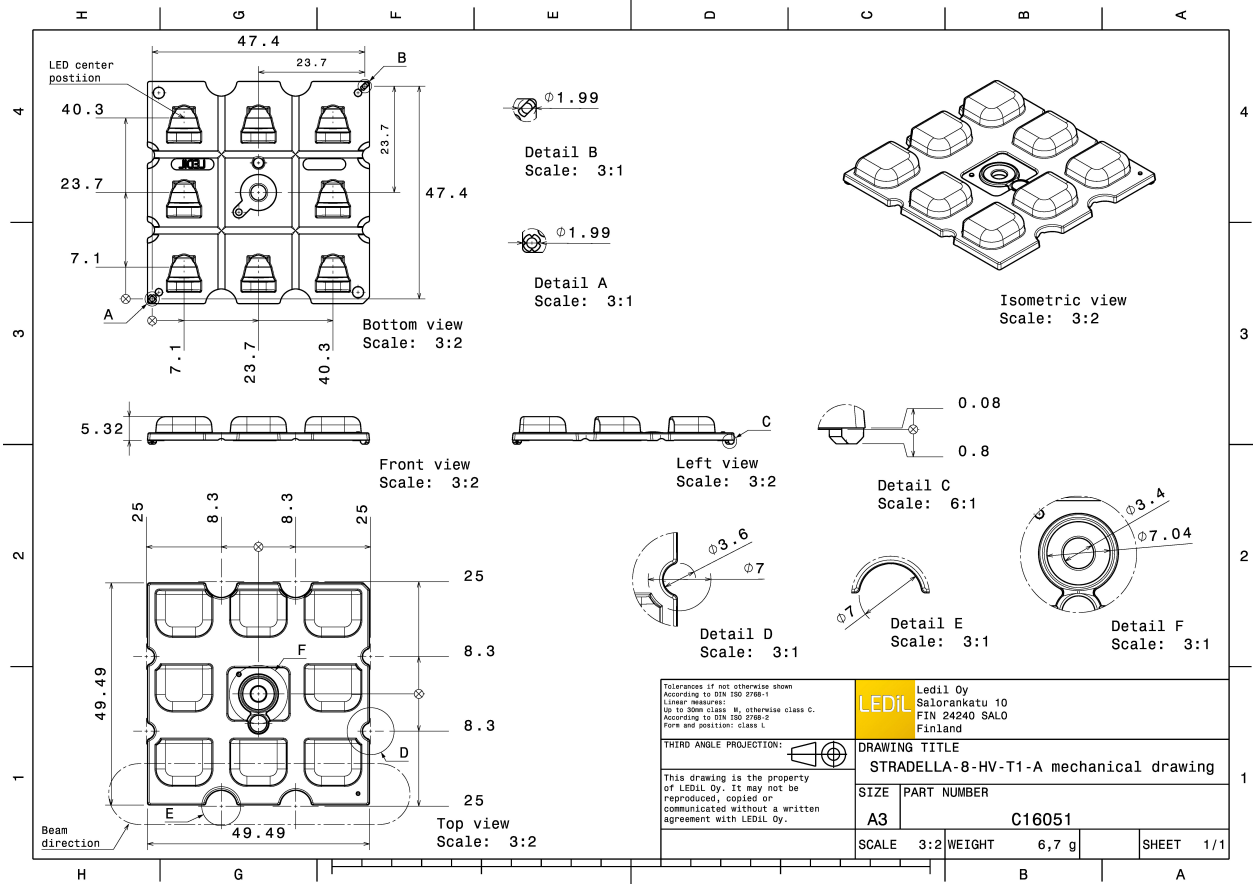 H G F E D C B A
47.4
23.7
B
LED center
postiion
4
40.3
Ø1.99
4
23.7
LEDiL
Detail B
Scale: 3:1
23.7
47.4
Ø1.99
7.1
Detail A
Scale: 3:1
A
Isometric view
Scale: 3:2
Bottom view
Scale: 3:2
3
3
7.1
23.7
40.3
5.32
C
0.08
0.8
Front view
Scale: 3:2
Left view
Scale: 3:2
Detail C
Scale: 6:1
25
8.3
8.3
25
Ø3.4
Ø7.04
Ø3.6
Ø7
2
2
25
Ø7
Detail D
Scale: 3:1
Detail E
Scale: 3:1
Detail F
Scale: 3:1
F
8.3
49.49
8.3
D
25
E
49.49
Beam
direction
Top view
Scale: 3:2
1
1
Tolerances if not otherwise shown
According to DIN ISO 2768-1
Linear measures:
Up to 30mm class M, otherwise class C.
According to DIN ISO 2768-2
Form and position: class L
LEDiL
Ledil Oy
Salorankatu 10
FIN 24240 SALO
Finland
THIRD ANGLE PROJECTION:
DRAWING TITLE
STRADELLA-8-HV-T1-A mechanical drawing
This drawing is the property
of LEDiL Oy. It may not be
reproduced, copied or
communicated without a written
agreement with LEDiL Oy.
SIZE
A3
PART NUMBER
C16051
SCALE 3:2
WEIGHT 6,7 g
SHEET 1/1
H G B A